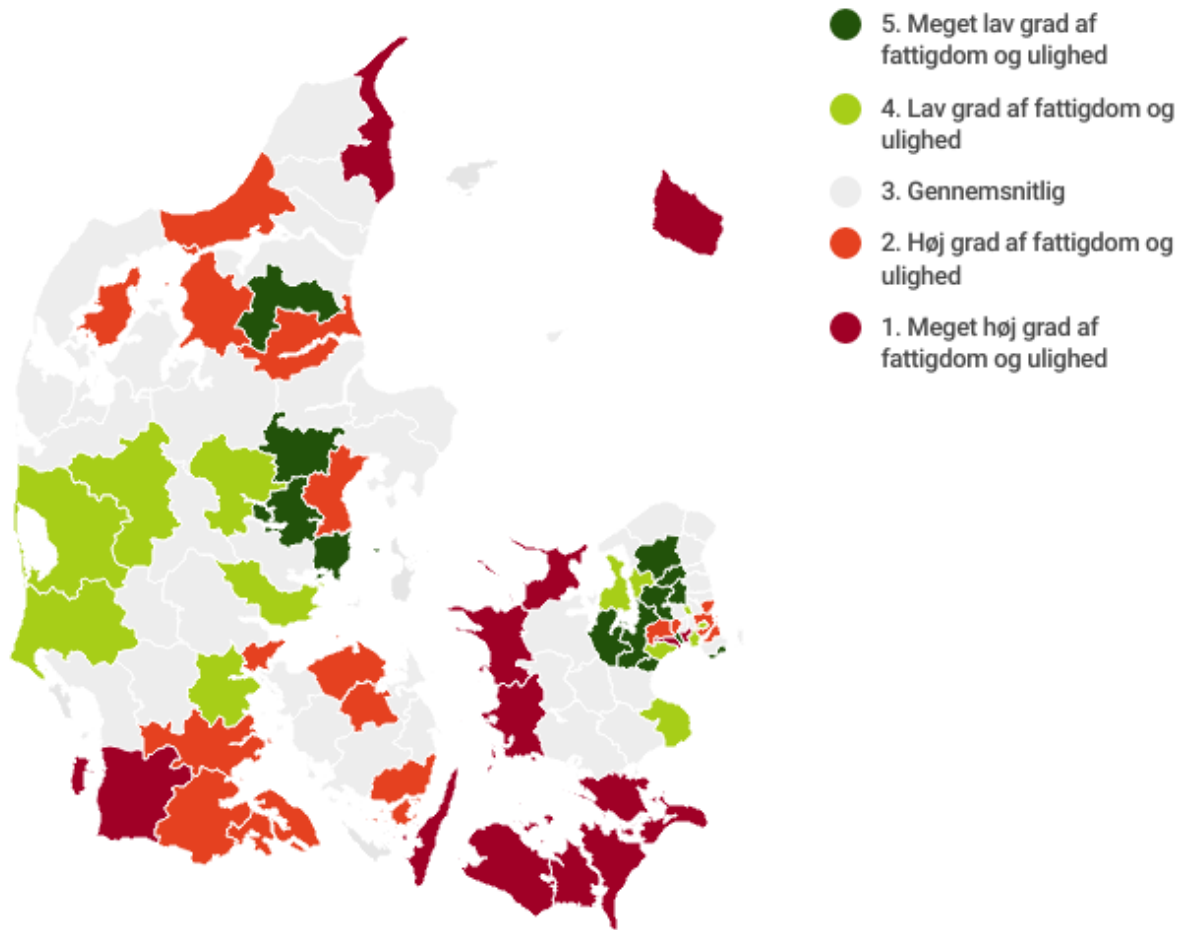 5. Meget lav grad af
fattigdom og ulighed
4. Lav grad af fattigdom og
ulighed
3. Gennemsnitlig
2. Høj grad af fattigdom og
ulighed
1. Meget høj grad af
fattigdom og ulighed